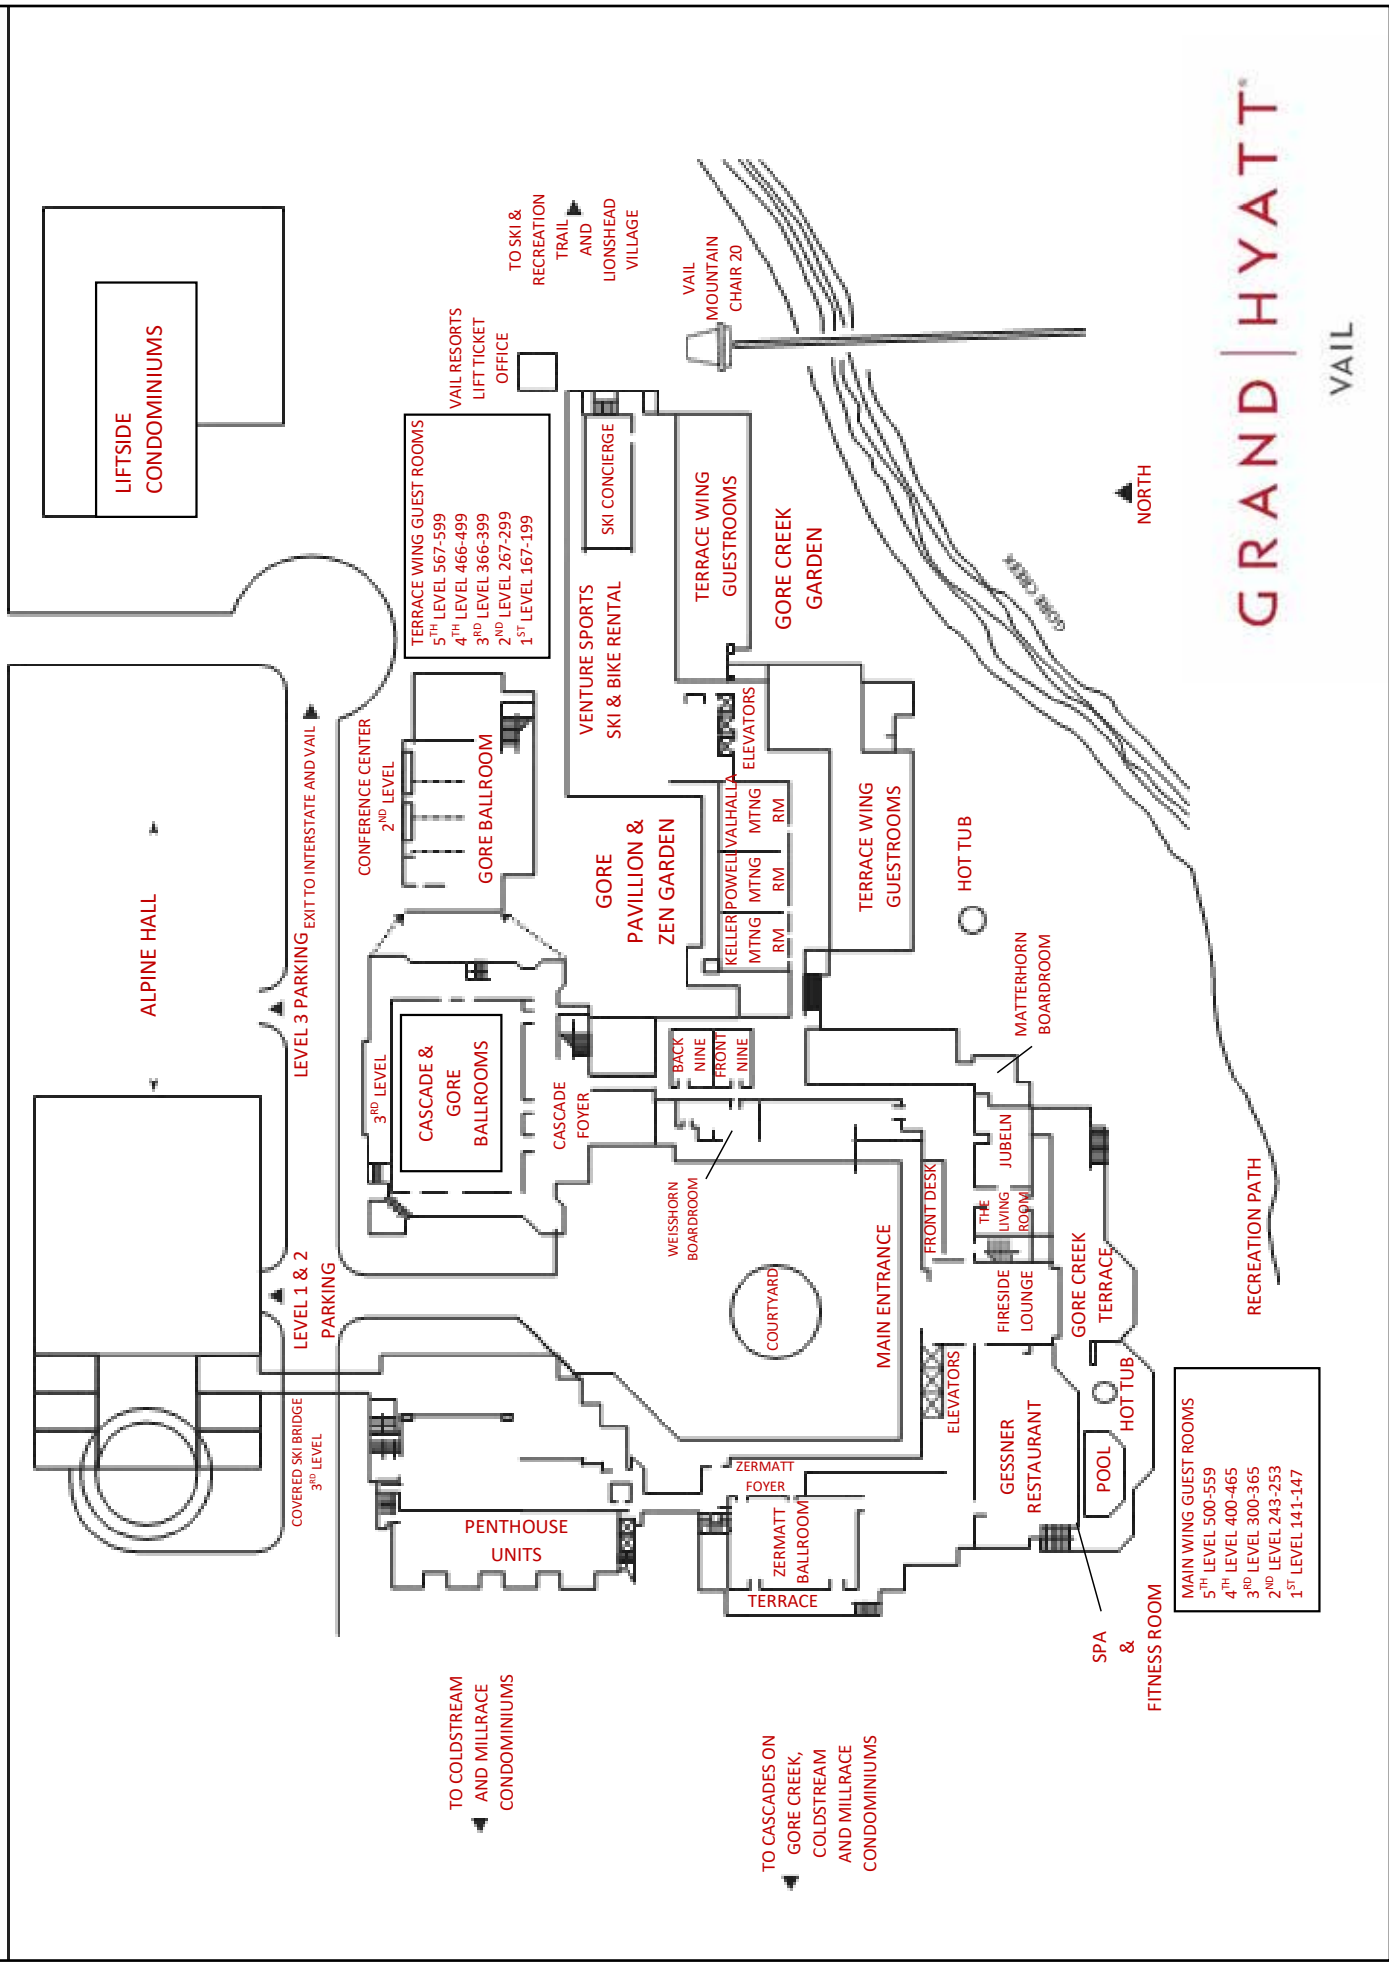 LIFTSIDE
CONDOMINIUMS
ALPINE HALL
LEVEL 3 PARKING
EXIT TO INTERSTATE AND VAIL
LEVEL 1 & 2
PARKING
COVERED SKI BRIDGE
3RD LEVEL
TO SKI &
RECREATION
TRAIL
AND
LIONSHEAD
VILLAGE
VAIL RESORTS
LIFT TICKET
OFFICE
VAIL
MOUNTAIN
CHAIR 20
TERRACE WING GUEST ROOMS
5TH LEVEL 567-599
4TH LEVEL 466-499
3RD LEVEL 366-399
2ND LEVEL 267-299
1ST LEVEL 167-199
CONFERENCE CENTER
2ND LEVEL
GORE BALLROOM
3RD LEVEL
CASCADE &
GORE
BALLROOMS
CASCADE
FOYER
SKI CONCIERGE
VENTURE SPORTS
SKI & BIKE RENTAL
TERRACE WING
GUESTROOMS
GORE CREEK
GARDEN
GORE
PAVILLION &
ZEN GARDEN
ELEVATORS
KELLER
MTNG
RM
POWELL
MTNG
RM
VALHALLA
MTNG
RM
TERRACE WING
GUESTROOMS
HOT TUB
GORE CREEK
NORTH
BACK
NINE
FRONT
NINE
WEISSHORN
BOARDROOM
MATTERHORN
BOARDROOM
COURTYARD
MAIN ENTRANCE
FRONT DESK
JUBELN
THE
LIVING
ROOM
FIRESIDE
LOUNGE
GORE CREEK
TERRACE
ELEVATORS
GESSNER
RESTAURANT
HOT TUB
POOL
PENTHOUSE
UNITS
ZERMATT
FOYER
ZERMATT
BALLROOM
TERRACE
SPA
&
FITNESS ROOM
RECREATION PATH
MAIN WING GUEST ROOMS
5TH LEVEL 500-559
4TH LEVEL 400-465
3RD LEVEL 300-365
2ND LEVEL 243-253
1ST LEVEL 141-147
TO COLDSTREAM
AND MILLRACE
CONDOMINIUMS
TO CASCADES ON
GORE CREEK,
COLDSTREAM
AND MILLRACE
CONDOMINIUMS
GRAND | HYATT®
VAIL